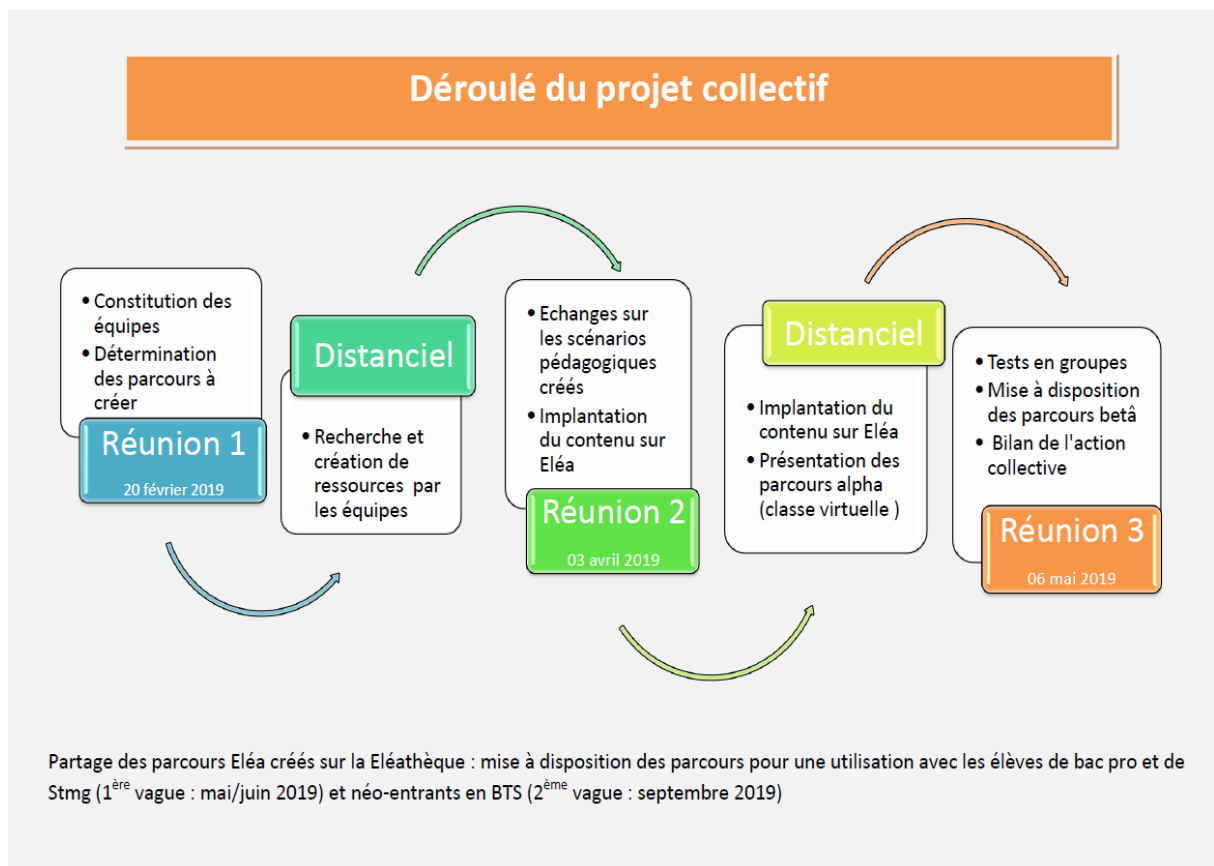 Déroulé du projet collectif
• Constitution des
équipes
• Détermination
des parcours à
créer
Réunion 1
20 février 2019
Distanciel
• Recherche et
création de
ressources par
les équipes
• Echanges sur
les scénarios
pédagogiques
créés
• Implantation
du contenu sur
Eléa
Réunion 2
03 avril 2019
Distanciel
• Implantation du
contenu sur Eléa
• Présentation des
parcours alpha
(classe virtuelle )
• Tests en groupes
• Mise à disposition
des parcours betâ
• Bilan de l'action
collective
Réunion 3
06 mai 2019
Partage des parcours Eléa créés sur la Eléathèque : mise à disposition des parcours pour une utilisation avec les élèves de bac pro et de
Stmg (1ère vague : mai/juin 2019) et néo-entrants en BTS (2ème vague : septembre 2019)